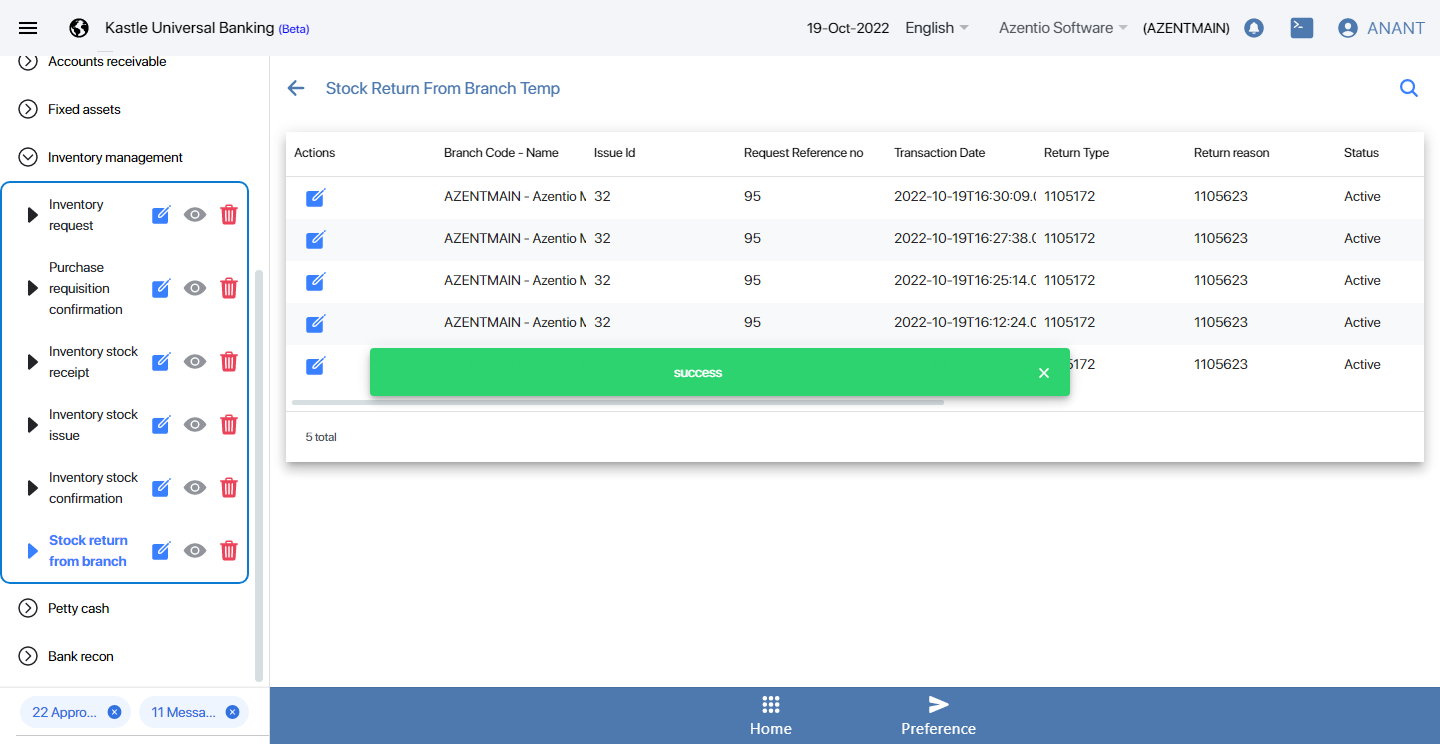 Kastle Universal Banking (Beta)
19-Oct-2022 English Azentio Software (AZENTMAIN) ANANT
Accounts receivable
Fixed assets
Inventory management
Inventory
request
Purchase
requisition
confirmation
Inventory stock
receipt
Inventory stock
issue
Inventory stock
confirmation
Stock return
from branch
Petty cash
Bank recon
22 Appro...
11 Messa...
Stock Return From Branch Temp
Actions Branch Code - Name Issue Id Request Reference no Transaction Date Return Type Return reason Status
AZENTMAIN - Azentio M 32 95 2022-10-19T16:30:09.0 1105172 1105623 Active
AZENTMAIN - Azentio M 32 95 2022-10-19T16:27:38.0 1105172 1105623 Active
AZENTMAIN - Azentio M 32 95 2022-10-19T16:25:14.0 1105172 1105623 Active
AZENTMAIN - Azentio M 32 95 2022-10-19T16:12:24.0 1105172 1105623 Active
5172 1105623 Active
success
5 total
Home
Preference